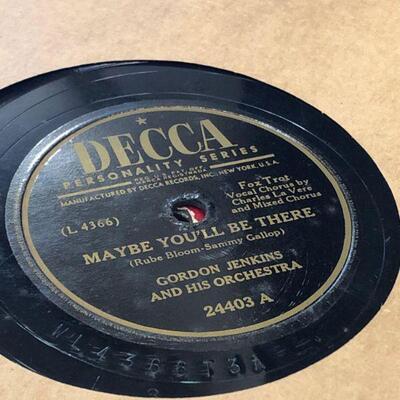 DECCA
PERSONALITY SERIES
MANUFACTURED BY DECCA RECORDS, INC., NEW YORK, U.S.A.
(L 4366)
Fox Trot
Vocal Chorus by
Charles La Vere
and Mixed Chorus
MAYBE YOU'LL BE THERE
(Rube Bloom-Sammy Gallop)
GORDON JENKINS
AND HIS ORCHESTRA
24403 A